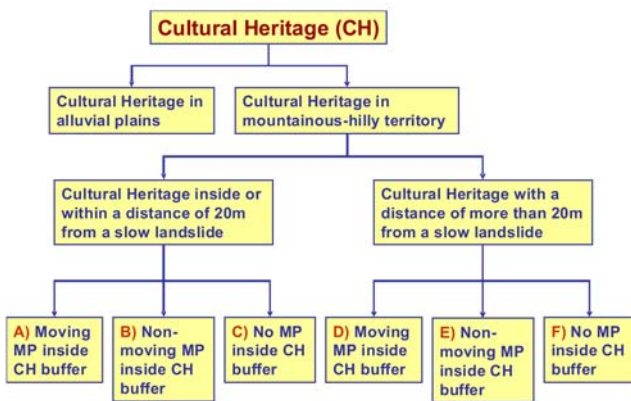 Cultural Heritage (CH)
Cultural Heritage in
alluvial plains
Cultural Heritage in
mountainous-hilly territory
Cultural Heritage inside or
within a distance of 20m
from a slow landslide
Cultural Heritage with a
distance of more than 20m
from a slow landslide
A) Moving
MP inside
CH buffer
B) Non-
moving MP
inside CH
buffer
C) No MP
inside CH
buffer
D) Moving
MP inside
CH buffer
E) Non-
moving MP
inside CH
buffer
F) No MP
inside CH
buffer